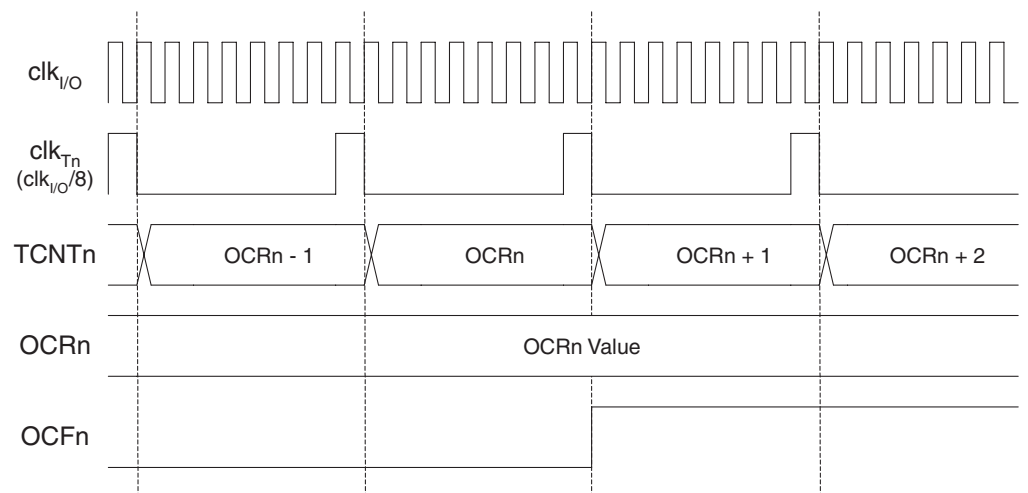 clkI/O
clkTn
(clkI/O/8)
TCNTn
OCRn - 1
OCRn
OCRn + 1
OCRn + 2
OCRn
OCRn Value
OCFn